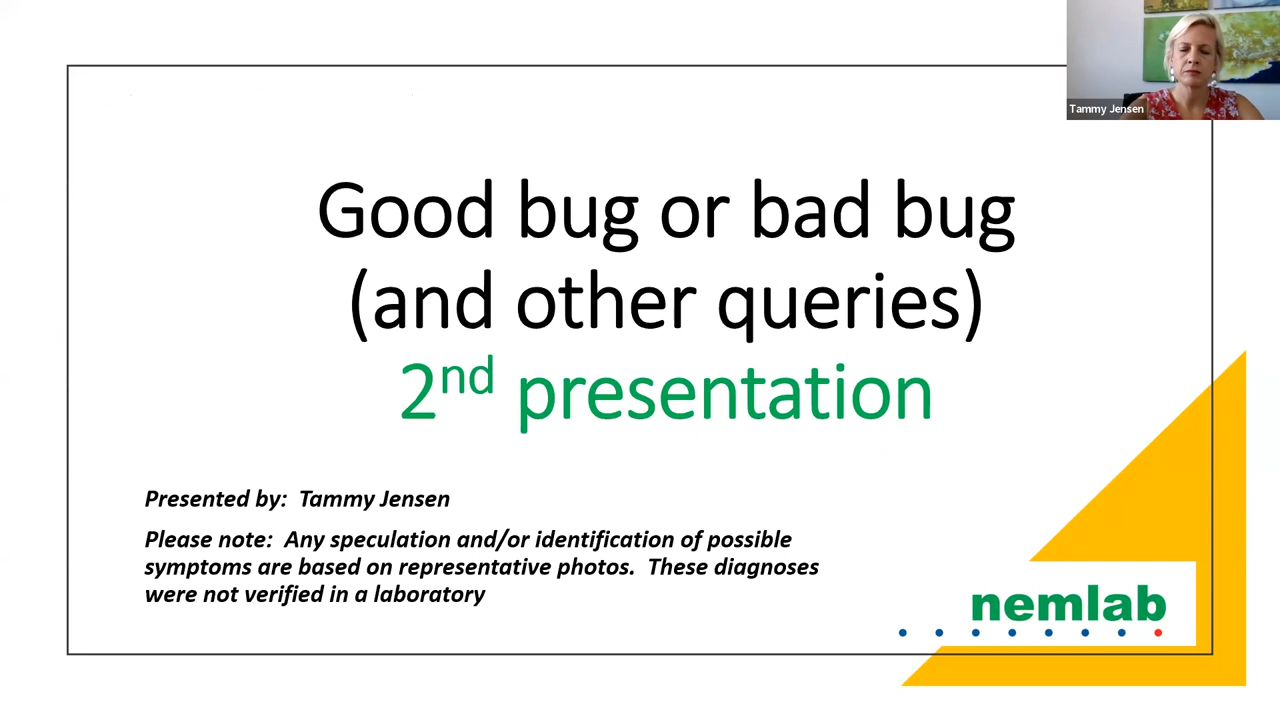 Tammy Jensen
Good bug or bad bug
(and other queries)
2nd presentation
Presented by: Tammy Jensen
Please note: Any speculation and/or identification of possible
symptoms are based on representative photos. These diagnoses
were not verified in a laboratory
nemlab